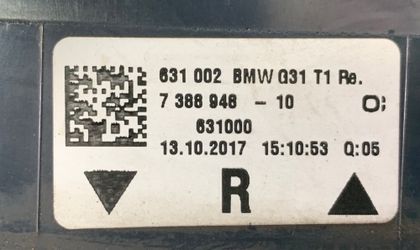 631 002 BMW G31 T1 Re.
7 388 948 - 10 O:
631000
13.10.2017 15:10:53 Q:05
R